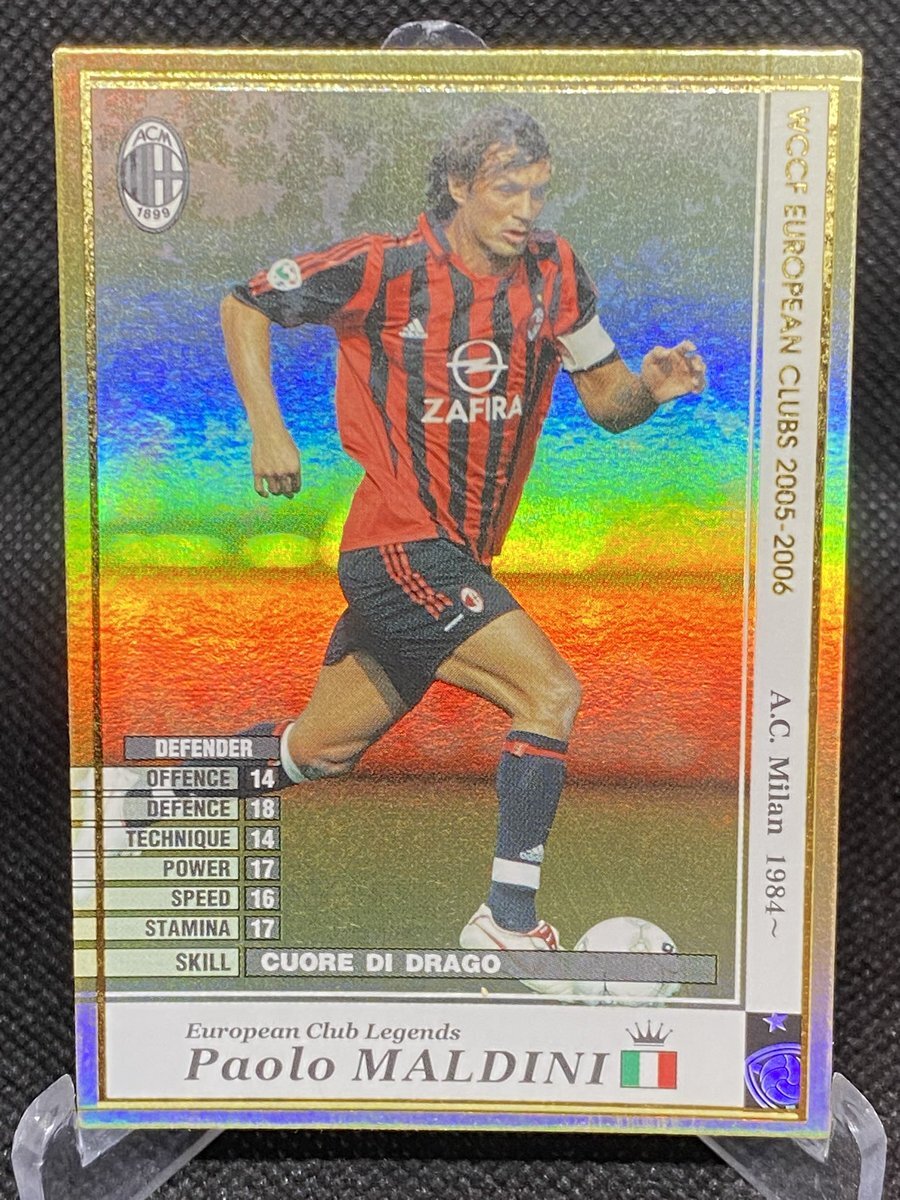 ACM
1899
WCCF EUROPEAN CLUBS 2005-2006
A.C. Milan 1984~
ZAFIRA
DEFENDER
OFFENCE 14
DEFENCE 18
TECHNIQUE 14
POWER 17
SPEED 16
STAMINA 17
SKILL CUORE DI DRAGO
European Club Legends
Paolo MALDINI